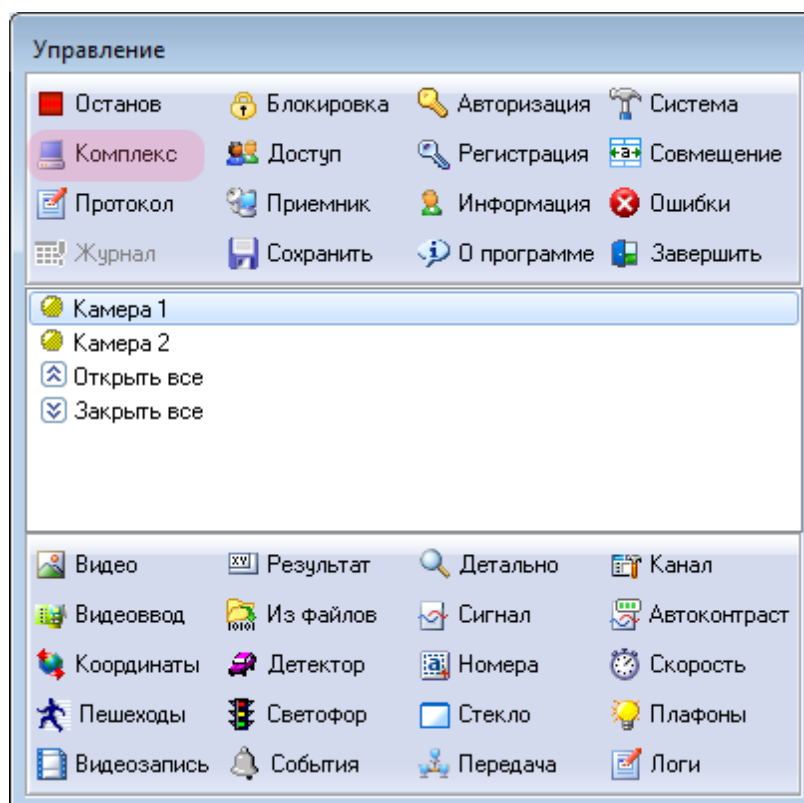 Управление
Останов Блокировка Авторизация Система
Комплекс Доступ Регистрация Совмещение
Протокол Приемник Информация Ошибки
Журнал Сохранить О программе Завершить
Камера 1
Камера 2
Открыть все
Закрыть все
Видео Результат Детально Канал
Видеоввод Из файлов Сигнал Автоконтраст
Координаты Детектор Номера Скорость
Пешеходы Светофор Стекло Плафоны
Видеозапись События Передача Логи